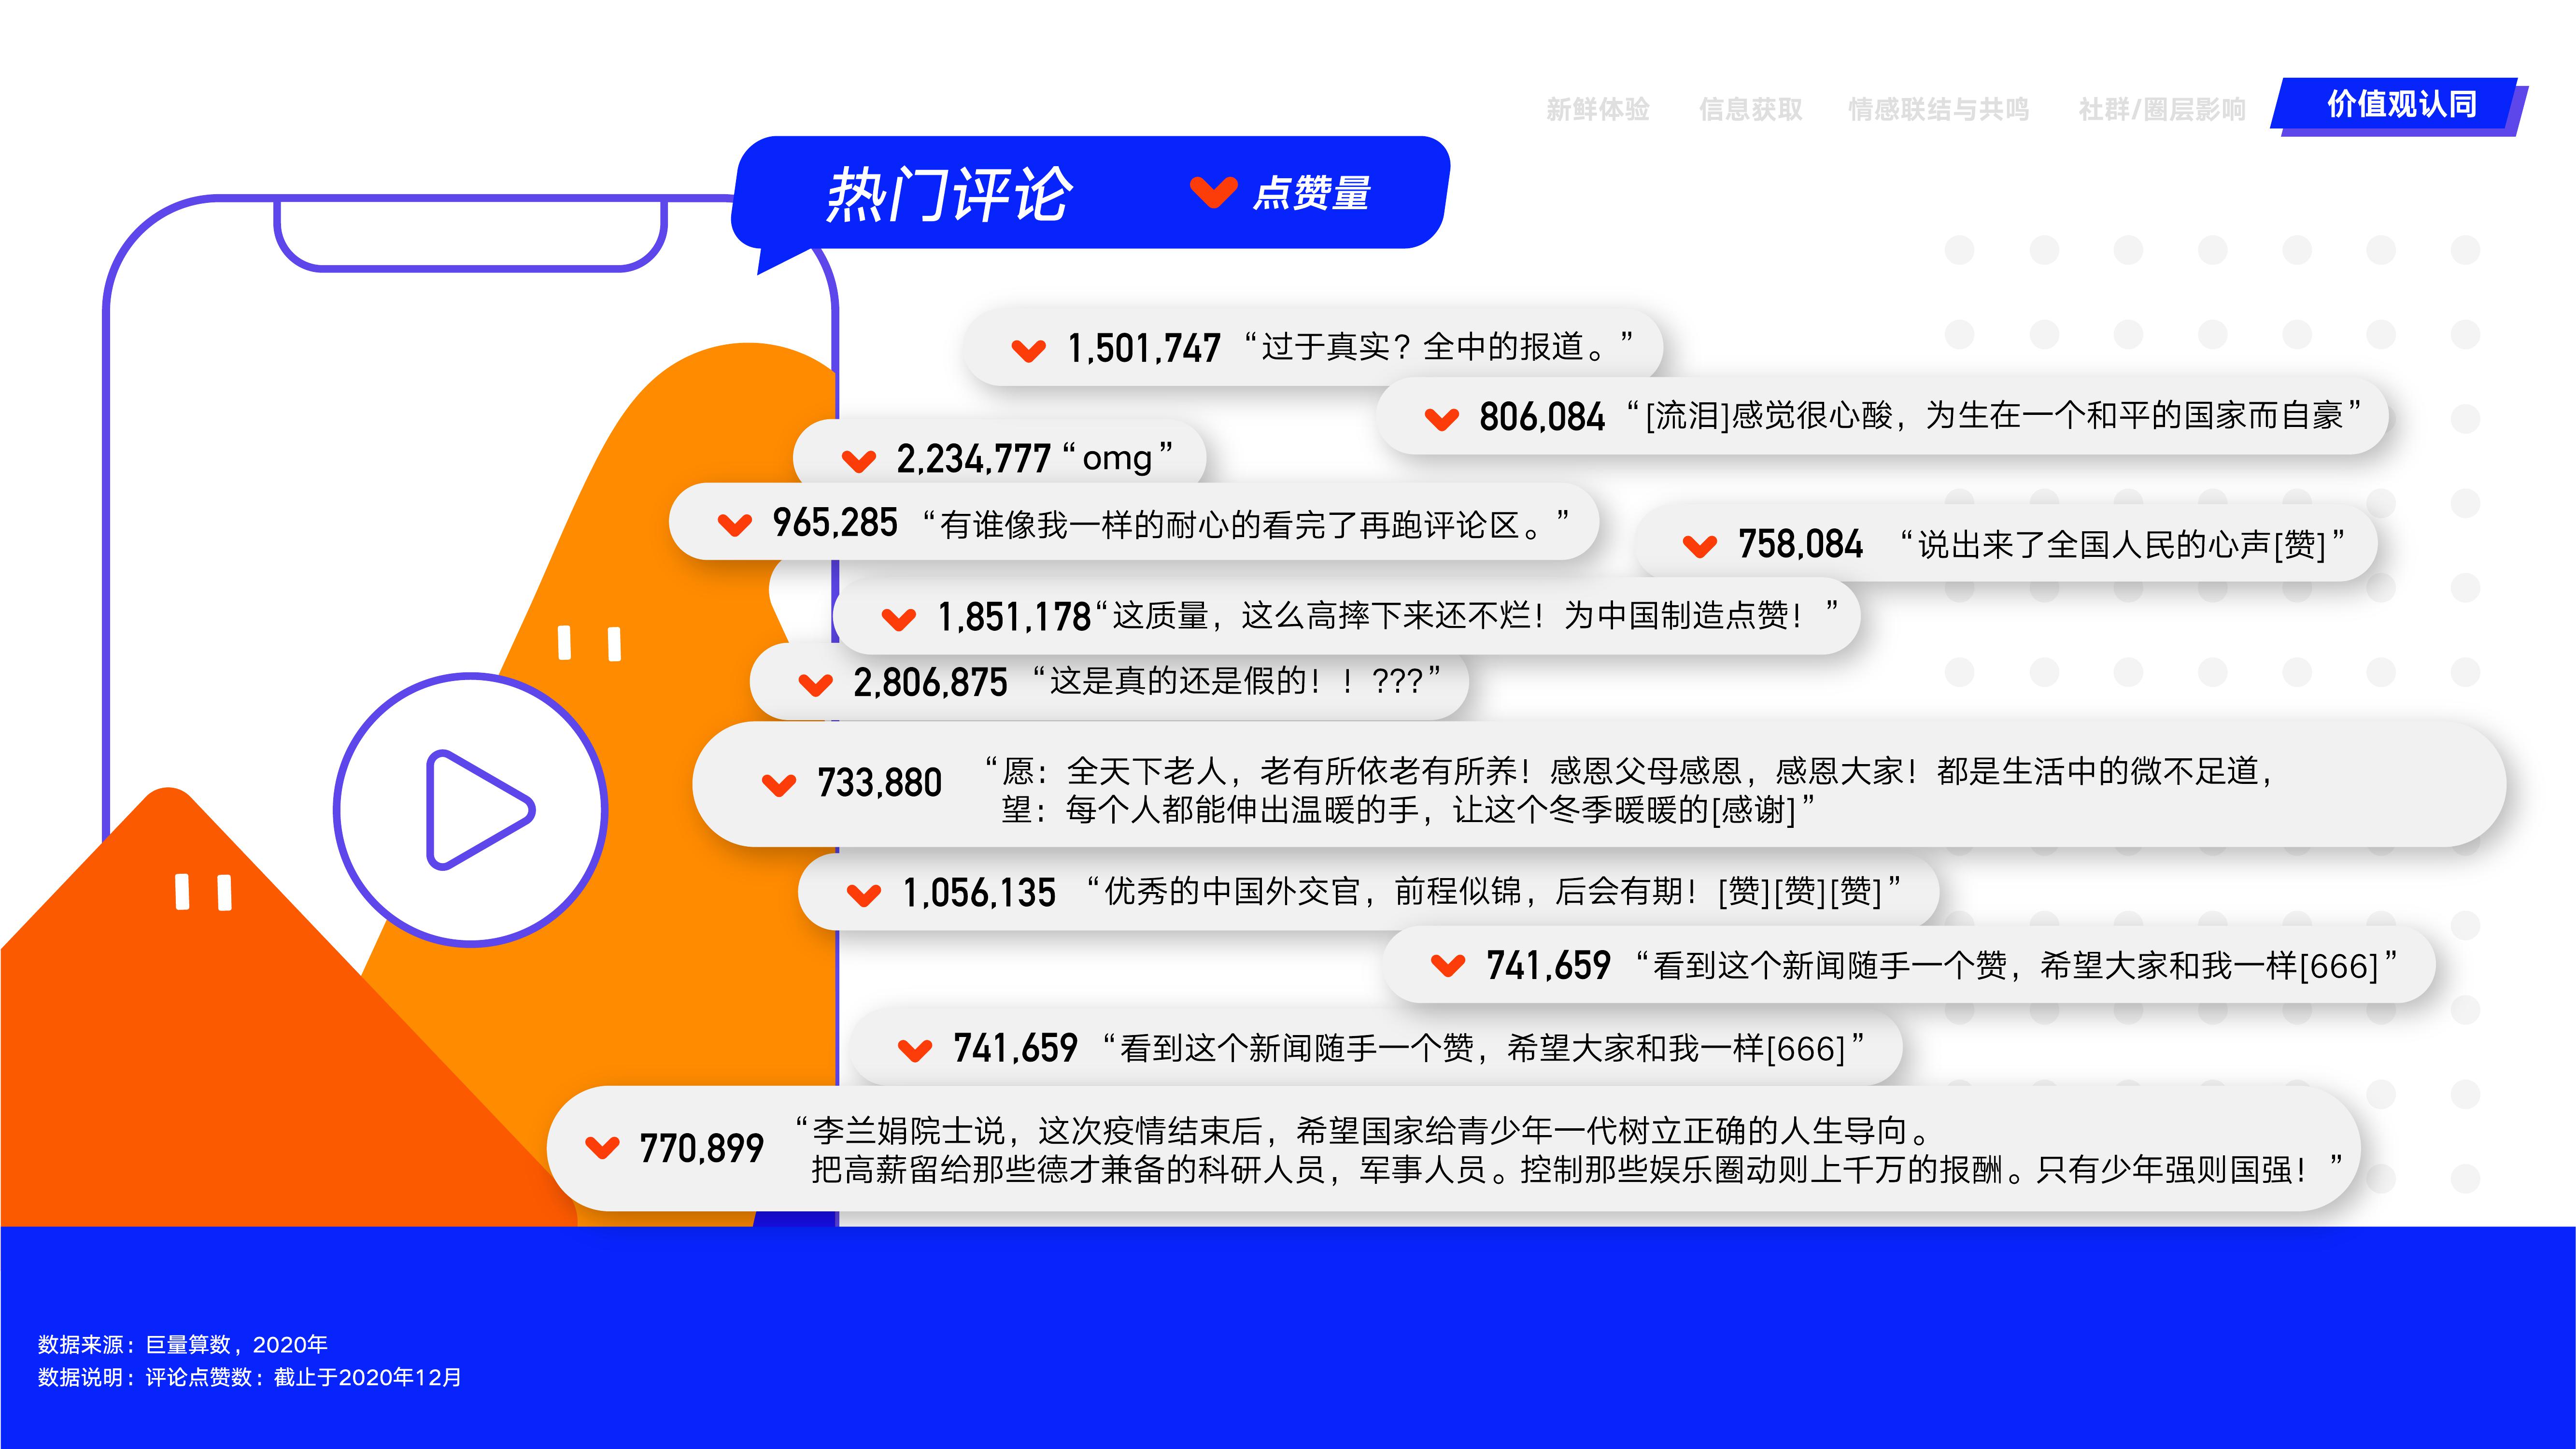 新鲜体验 信息获取 情感联结与共鸣 社群/圈层影响 价值观认同
热门评论 点赞量
1,501,747 “过于真实？全中的报道。”
806,084 “[流泪]感觉很心酸，为生在一个和平的国家而自豪”
2,234,777 “omg”
965,285 “有谁像我一样的耐心的看完了再跑评论区。”
758,084 “说出来了全国人民的心声[赞]”
1,851,178 “这质量，这么高摔下来还不烂！为中国制造点赞！”
2,806,875 “这是真的还是假的！！???”
733,880 “愿：全天下老人，老有所依老有所养！感恩父母感恩，感恩大家！都是生活中的微不足道，
望：每个人都能伸出温暖的手，让这个冬季暖暖的[感谢]”
1,056,135 “优秀的中国外交官，前程似锦，后会有期！[赞][赞][赞]”
741,659 “看到这个新闻随手一个赞，希望大家和我一样[666]”
741,659 “看到这个新闻随手一个赞，希望大家和我一样[666]”
770,899 “李兰娟院士说，这次疫情结束后，希望国家给青少年一代树立正确的人生导向。
把高薪留给那些德才兼备的科研人员，军事人员。控制那些娱乐圈动则上千万的报酬。只有少年强则国强！”
数据来源：巨量算数，2020年
数据说明：评论点赞数：截止于2020年12月